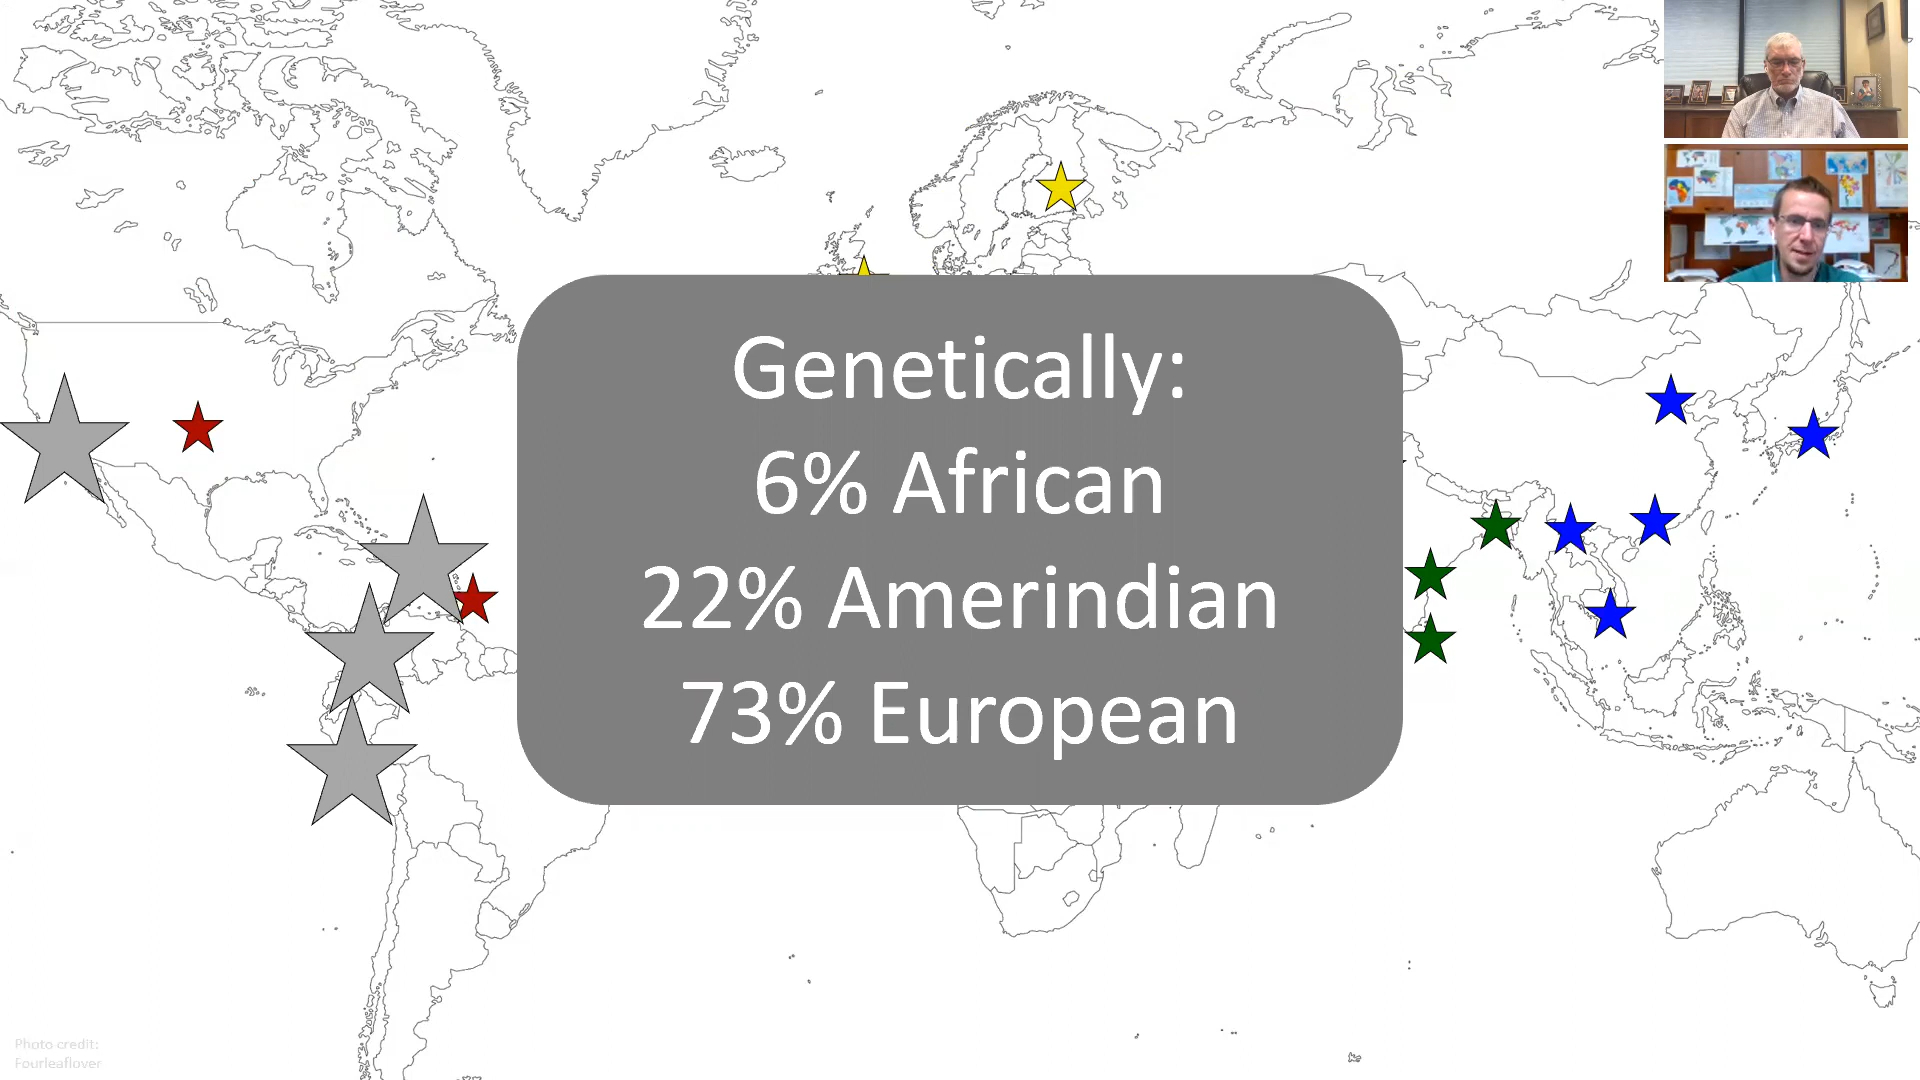 Genetically:
6% African
22% Amerindian
73% European
Photo credit:
Fourleaflover